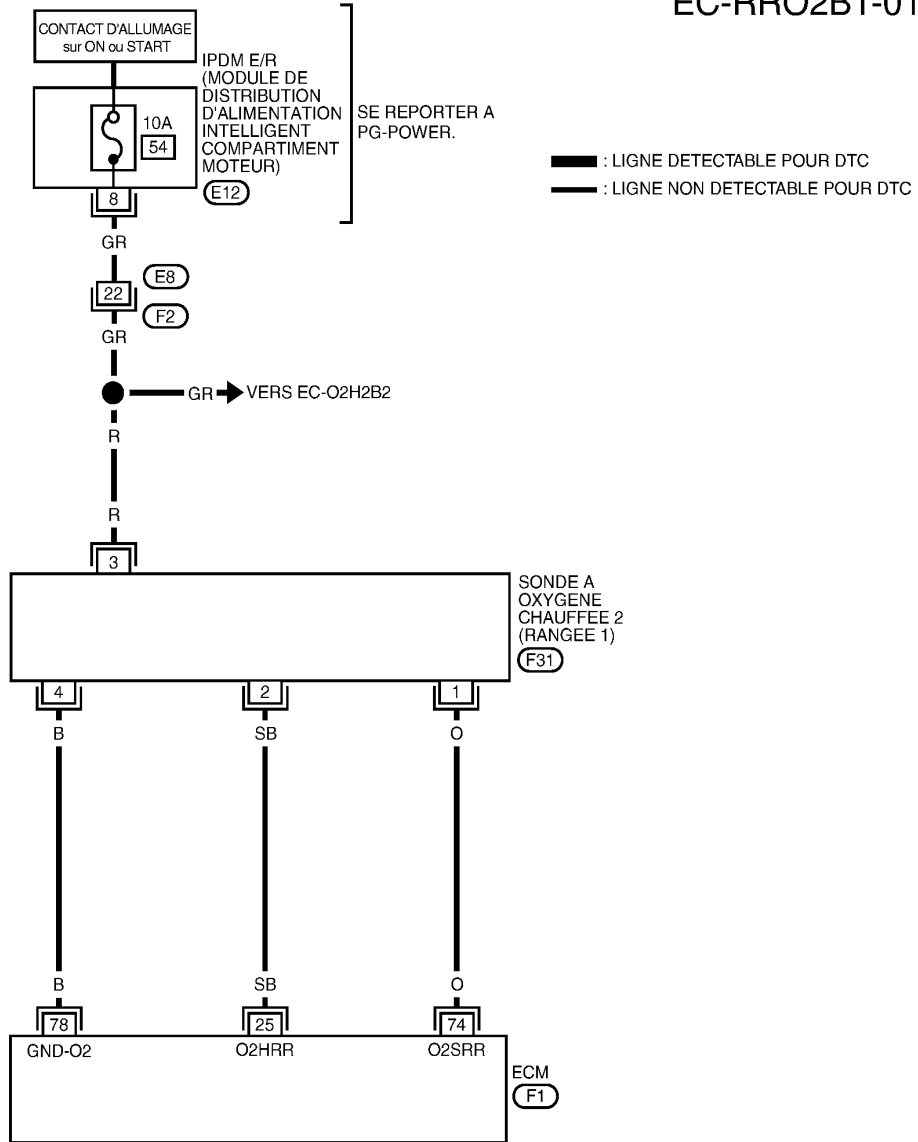 EC-RRO2B1-01
CONTACT D'ALLUMAGE
sur ON ou START
IPDM E/R
(MODULE DE
DISTRIBUTION
D'ALIMENTATION
INTELLIGENT
COMPARTIMENT
MOTEUR)
E12
10A
54
SE REPORTER A
PG-POWER.
: LIGNE DETECTABLE POUR DTC
: LIGNE NON DETECTABLE POUR DTC
8
GR
E8
22
F2
GR
GR
VERS EC-O2H2B2
R
R
3
SONDE A
OXYGENE
CHAUFFEE 2
(RANGEE 1)
F31
4 2 1
B SB O
B SB O
78 25 74
GND-O2 O2HRR O2SRR
ECM
F1